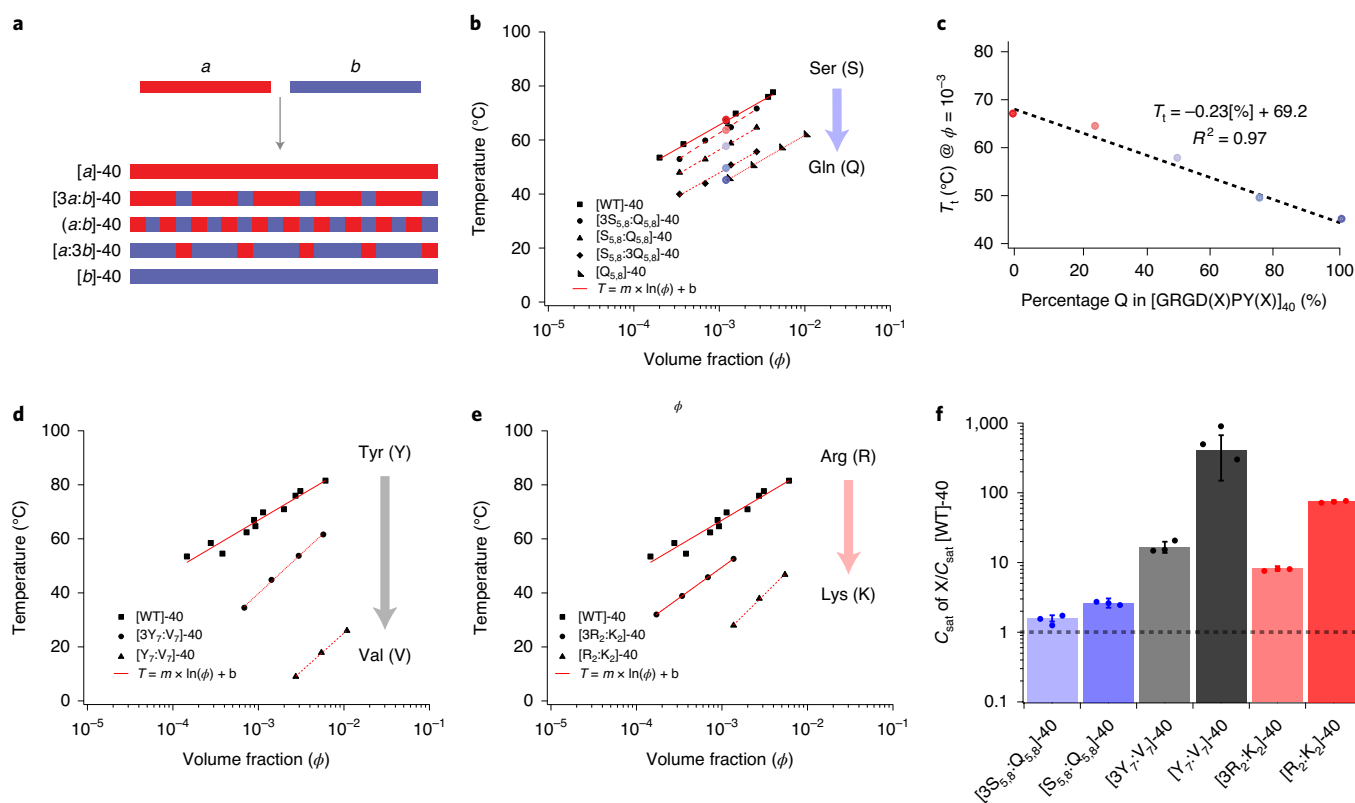 a
a b
[a]-40
[3a:b]-40
(a:b]-40
[a:3b]-40
[b]-40
b
Temperature (°C)
100
80
60
40
20
0
10⁻⁵ 10⁻⁴ 10⁻³ 10⁻² 10⁻¹
Volume fraction (ϕ)
Ser (S)
Gln (Q)
[WT]-40
[3S₅,₈:Q₅,₈]-40
[S₅,₈:Q₅,₈]-40
[S₅,₈:3Q₅,₈]-40
[Q₅,₈]-40
T = m × ln(ϕ) + b
c
Tₜ (°C) @ ϕ = 10⁻³
80
70
60
50
40
0 20 40 60 80 100
Percentage Q in [GRGD(X)PY(X)]₄₀ (%)
Tₜ = –0.23[%] + 69.2
R² = 0.97
d
Temperature (°C)
100
80
60
40
20
0
10⁻⁵ 10⁻⁴ 10⁻³ 10⁻² 10⁻¹
Volume fraction (ϕ)
Tyr (Y)
Val (V)
[WT]-40
[3Y₇:V₇]-40
[Y₇:V₇]-40
T = m × ln(ϕ) + b
e
ϕ
Temperature (°C)
100
80
60
40
20
0
10⁻⁵ 10⁻⁴ 10⁻³ 10⁻² 10⁻¹
Volume fraction (ϕ)
Arg (R)
Lys (K)
[WT]-40
[3R₂:K₂]-40
[R₂:K₂]-40
T = m × ln(ϕ) + b
f
C_sat of X/C_sat [WT]-40
1,000
100
10
1
0.1
[3S₅,₈:Q₅,₈]-40
[S₅,₈:Q₅,₈]-40
[3Y₇:V₇]-40
[Y₇:V₇]-40
[3R₂:K₂]-40
[R₂:K₂]-40